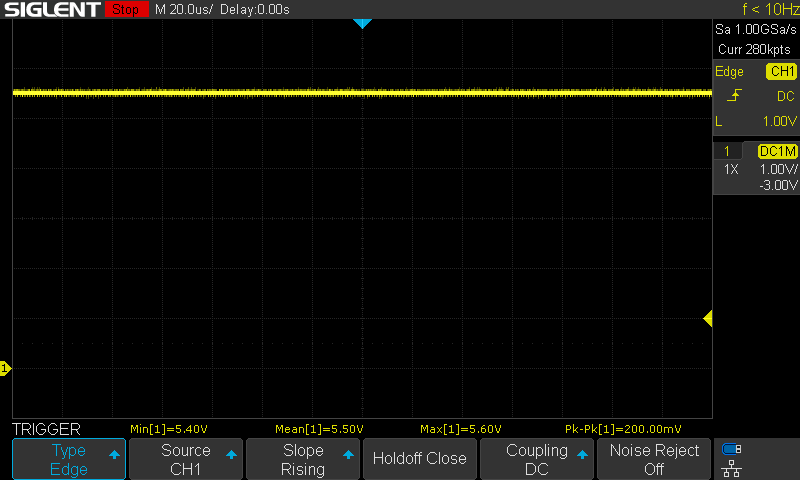 SIGLENT Stop M 20.0us/ Delay:0.00s f < 10Hz
Sa 1.00GSa/s
Curr 280kpts
Edge CH1
DC
L 1.00V
1 DC1M
1X 1.00V/
-3.00V
1
TRIGGER Min[1]=5.40V Mean[1]=5.50V Max[1]=5.60V Pk-Pk[1]=200.00mV
Type
Edge
Source
CH1
Slope
Rising
Holdoff Close
Coupling
DC
Noise Reject
Off